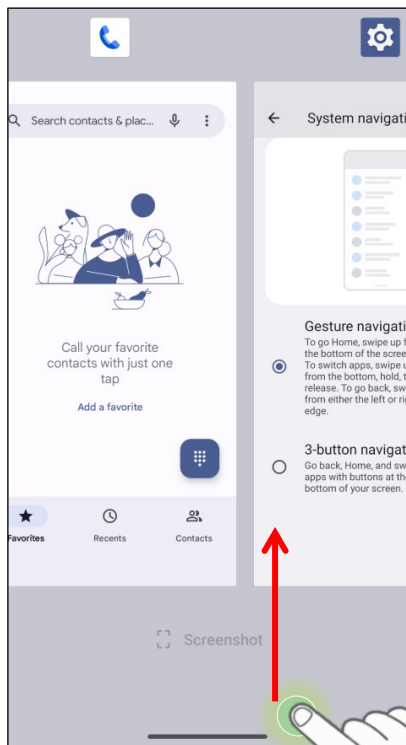 Search contacts & plac...
Call your favorite
contacts with just one
tap
Add a favorite
Favorites
Recents
Contacts
System navigati
Gesture navigati
To go Home, swipe up f
the bottom of the screen
To switch apps, swipe u
from the bottom, hold, t
release. To go back, sw
from either the left or ri
edge.
3-button navigat
Go back, Home, and sw
apps with buttons at the
bottom of your screen.
Screenshot